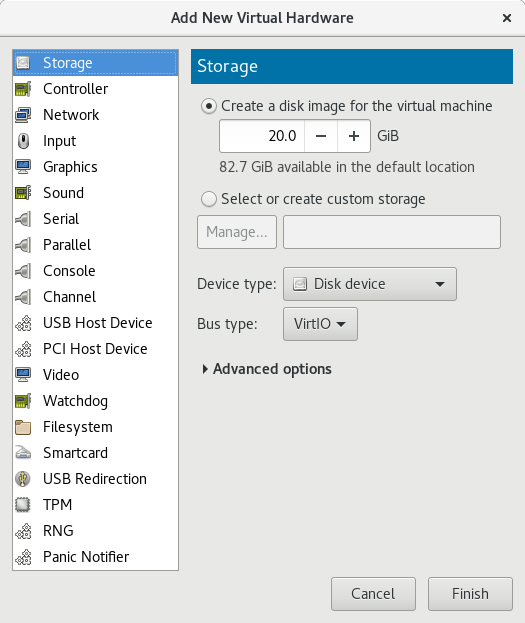 Add New Virtual Hardware
Storage
Controller
Network
Input
Graphics
Sound
Serial
Parallel
Console
Channel
USB Host Device
PCI Host Device
Video
Watchdog
Filesystem
Smartcard
USB Redirection
TPM
RNG
Panic Notifier
Storage
Create a disk image for the virtual machine
20.0 − + GiB
82.7 GiB available in the default location
Select or create custom storage
Manage...
Device type: Disk device
Bus type: VirtIO
Advanced options
Cancel Finish